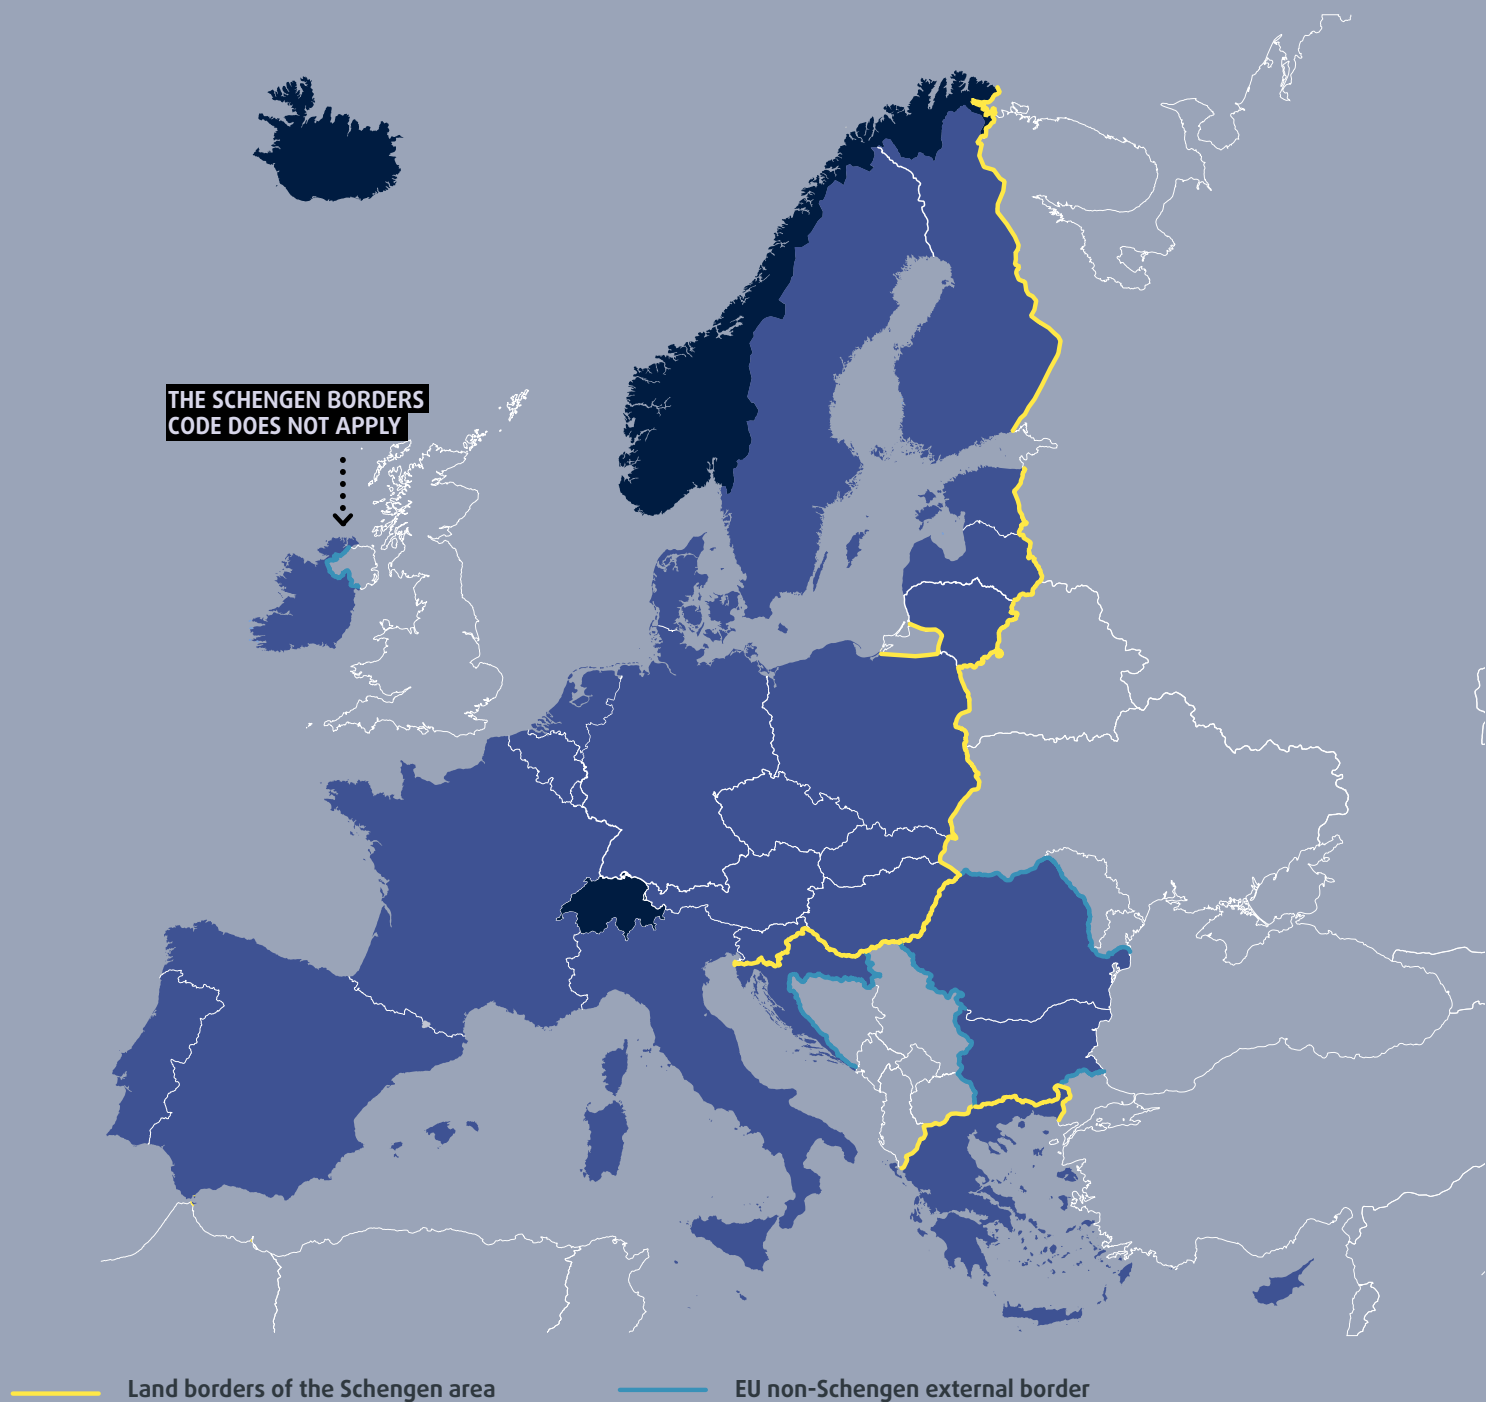 THE SCHENGEN BORDERS
CODE DOES NOT APPLY
Land borders of the Schengen area
EU non-Schengen external border